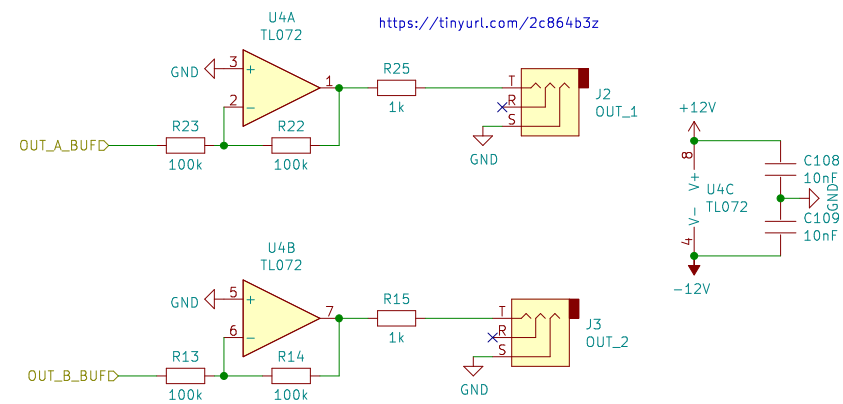 U4A
TL072
https://tinyurl.com/2c864b3z
GND
3
+
2
-
1
R25
1k
T
R
S
J2
OUT_1
GND
OUT_A_BUF
R23
100k
R22
100k
+12V
8
V+
U4C
TL072
V-
4
-12V
C108
10nF
GND
C109
10nF
U4B
TL072
GND
5
+
6
-
7
R15
1k
T
R
S
J3
OUT_2
GND
OUT_B_BUF
R13
100k
R14
100k